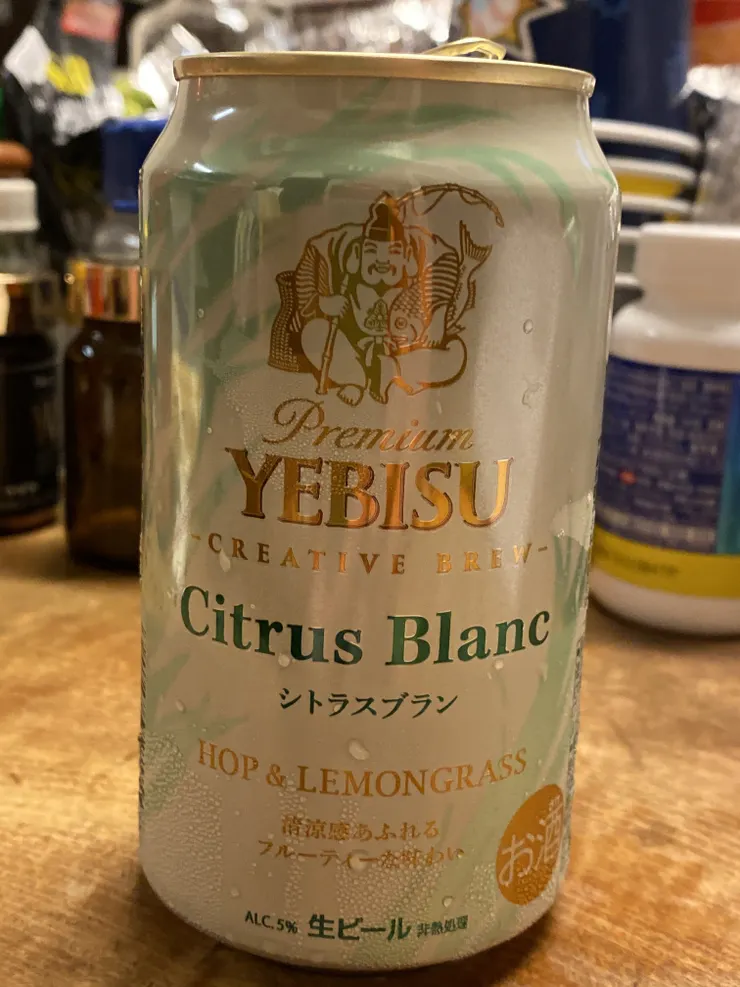 Premium
YEBISU
-CREATIVE BREW-
Citrus Blanc
シトラスブラン
HOP & LEMONGRASS
清涼感あふれる
フルーティーな味わい
お酒
ALC.5% 生ビール 非熱処理